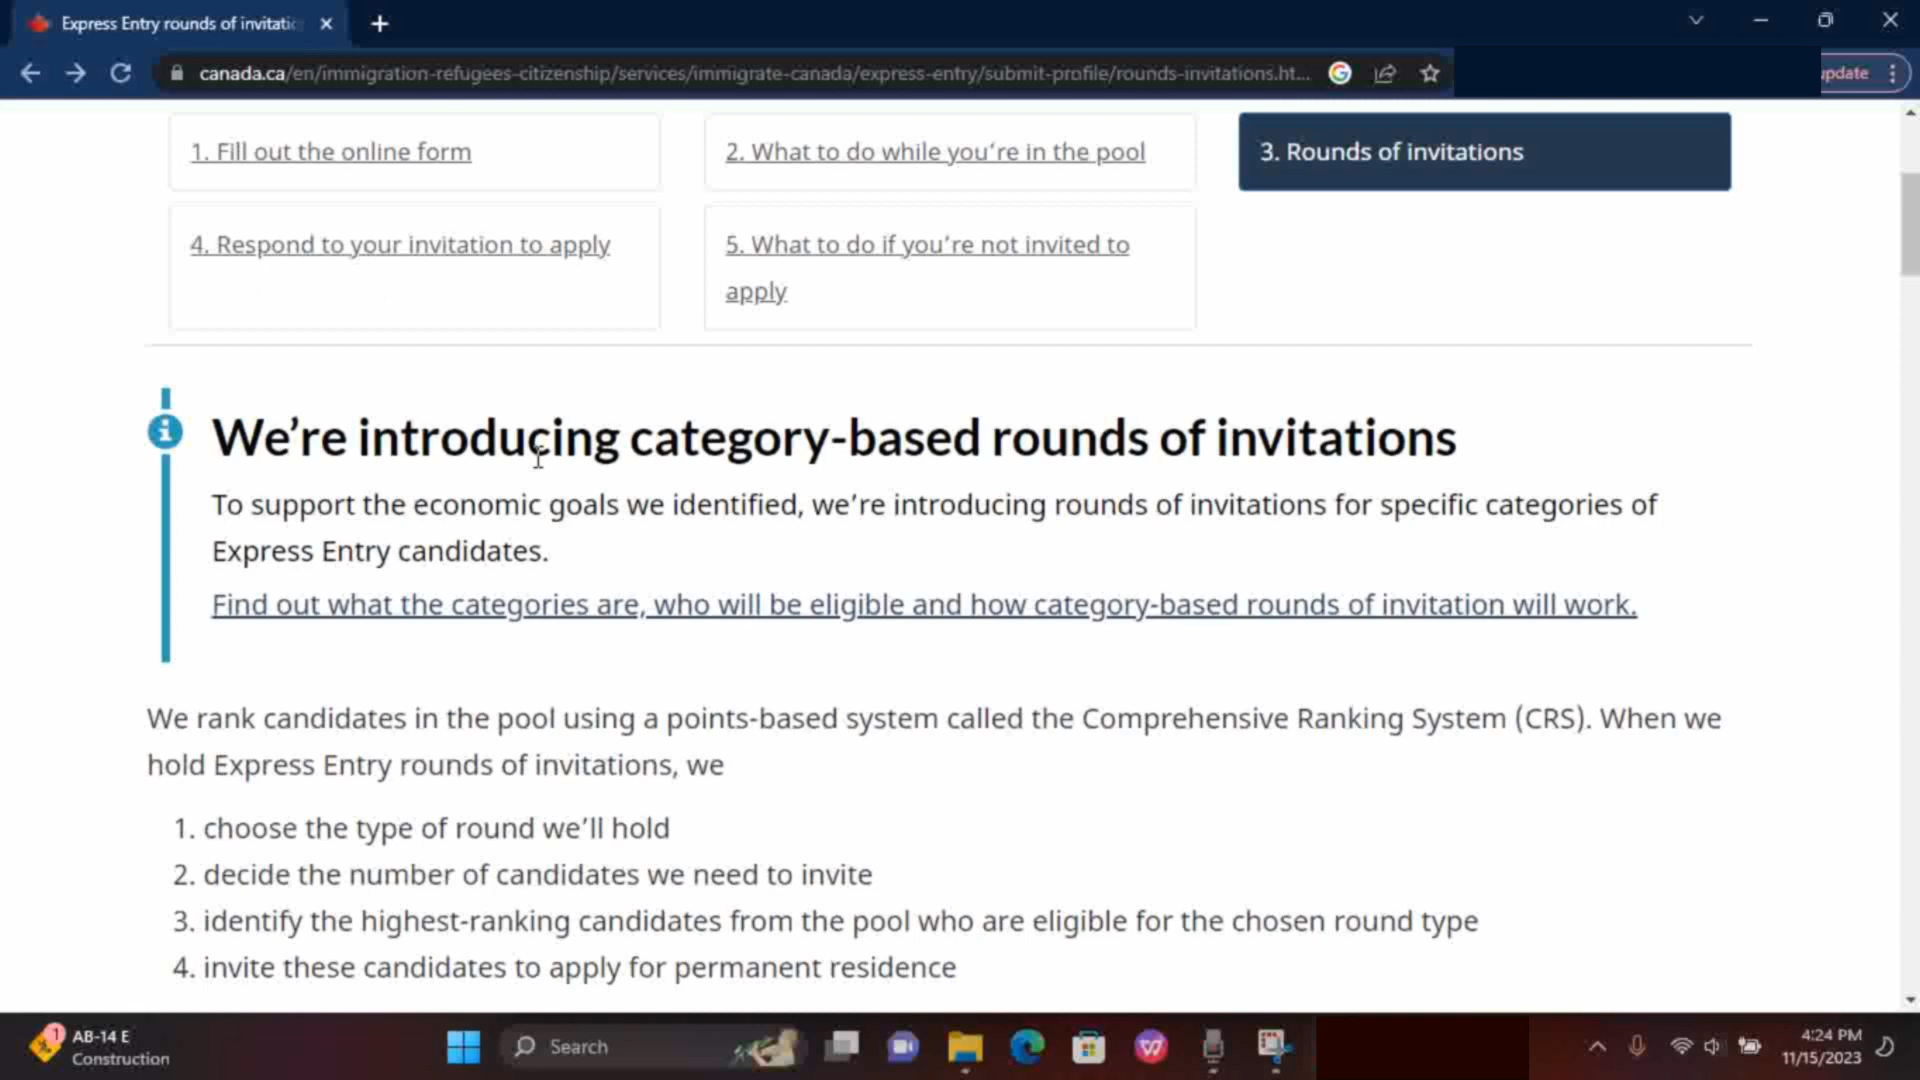 Express Entry rounds of invitatic
canada.ca/en/immigration-refugees-citizenship/services/immigrate-canada/express-entry/submit-profile/rounds-invitations.ht...
update
1. Fill out the online form
2. What to do while you’re in the pool
3. Rounds of invitations
4. Respond to your invitation to apply
5. What to do if you’re not invited to
apply
We’re introducing category-based rounds of invitations
To support the economic goals we identified, we’re introducing rounds of invitations for specific categories of
Express Entry candidates.
Find out what the categories are, who will be eligible and how category-based rounds of invitation will work.
We rank candidates in the pool using a points-based system called the Comprehensive Ranking System (CRS). When we
hold Express Entry rounds of invitations, we
1. choose the type of round we’ll hold
2. decide the number of candidates we need to invite
3. identify the highest-ranking candidates from the pool who are eligible for the chosen round type
4. invite these candidates to apply for permanent residence
1
AB-14 E
Construction
Search
4:24 PM
11/15/2023